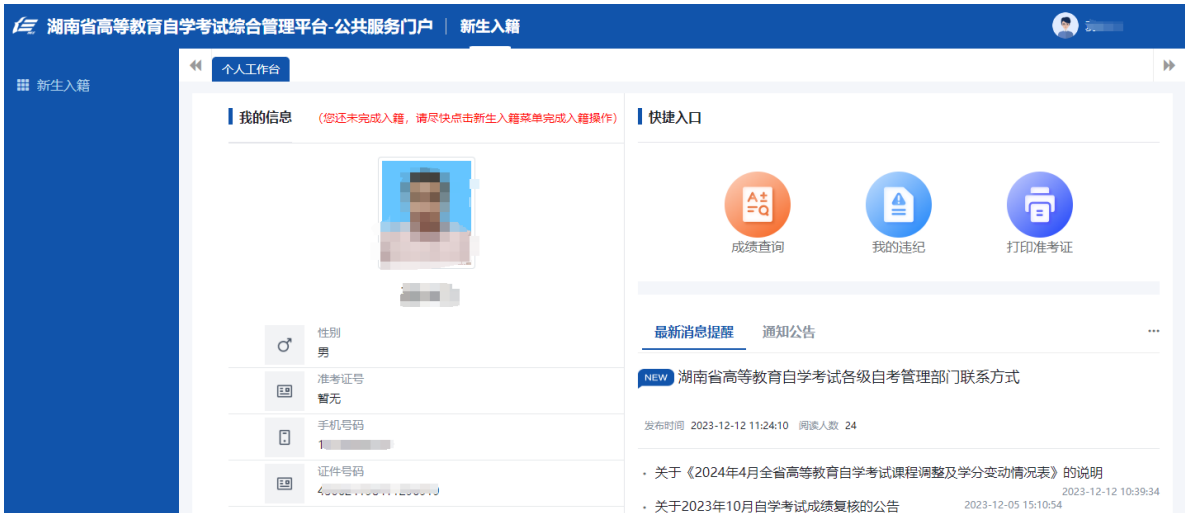 湖南省高等教育自学考试综合管理平台-公共服务门户 新生入籍
新生入籍
个人工作台
我的信息 (您还未完成入籍，请尽快点击新生入籍菜单完成入籍操作)
性别
男
准考证号
暂无
手机号码
1
证件号码
快捷入口
成绩查询 我的违纪 打印准考证
最新消息提醒 通知公告 ...
NEW 湖南省高等教育自学考试各级自考管理部门联系方式
发布时间 2023-12-12 11:24:10 阅读人数 24
· 关于《2024年4月全省高等教育自学考试课程调整及学分变动情况表》的说明
2023-12-12 10:39:34
· 关于2023年10月自学考试成绩复核的公告 2023-12-05 15:10:54